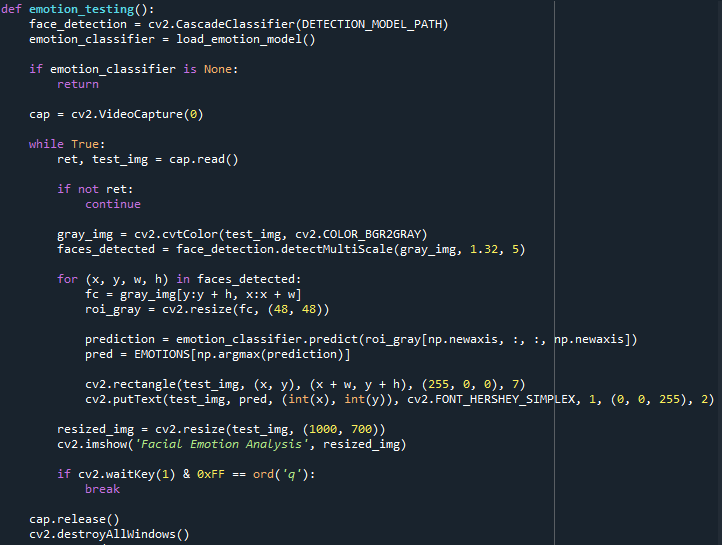 def emotion_testing():
    face_detection = cv2.CascadeClassifier(DETECTION_MODEL_PATH)
    emotion_classifier = load_emotion_model()

    if emotion_classifier is None:
        return

    cap = cv2.VideoCapture(0)

    while True:
        ret, test_img = cap.read()

        if not ret:
            continue

        gray_img = cv2.cvtColor(test_img, cv2.COLOR_BGR2GRAY)
        faces_detected = face_detection.detectMultiScale(gray_img, 1.32, 5)

        for (x, y, w, h) in faces_detected:
            fc = gray_img[y:y + h, x:x + w]
            roi_gray = cv2.resize(fc, (48, 48))

            prediction = emotion_classifier.predict(roi_gray[np.newaxis, :, :, np.newaxis])
            pred = EMOTIONS[np.argmax(prediction)]

            cv2.rectangle(test_img, (x, y), (x + w, y + h), (255, 0, 0), 7)
            cv2.putText(test_img, pred, (int(x), int(y)), cv2.FONT_HERSHEY_SIMPLEX, 1, (0, 0, 255), 2)

        resized_img = cv2.resize(test_img, (1000, 700))
        cv2.imshow('Facial Emotion Analysis', resized_img)

        if cv2.waitKey(1) & 0xFF == ord('q'):
            break

    cap.release()
    cv2.destroyAllWindows()